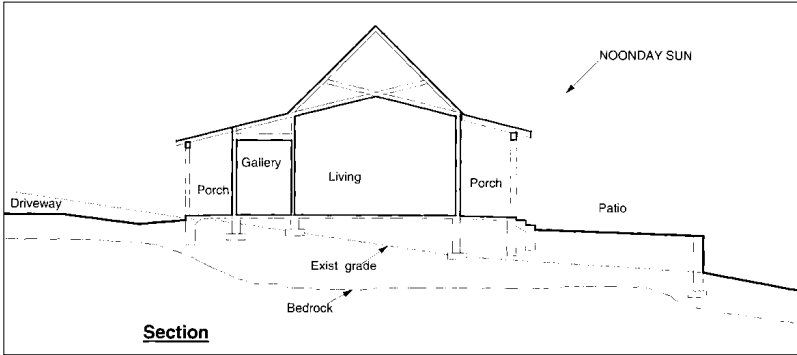 NOONDAY SUN
Gallery
Living
Porch
Porch
Driveway
Patio
Exist grade
Bedrock
Section